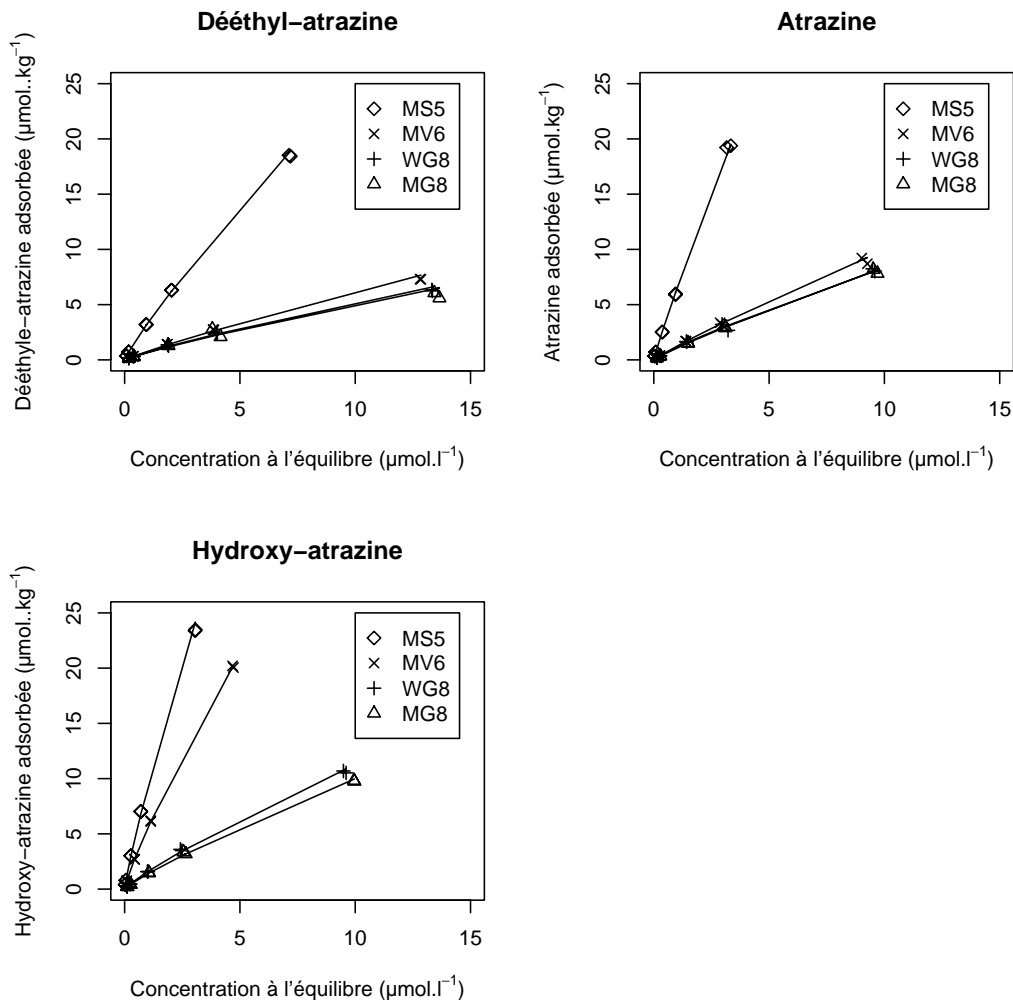 Dééthyl−atrazine
Dééthyle−atrazine adsorbée (µmol..kg⁻¹)
25
20
15
10
5
0
MS5
MV6
WG8
MG8
0 5 10 15
Concentration à l'équilibre (µmol.l⁻¹)
Atrazine
Atrazine adsorbée (µmol.kg⁻¹)
25
20
15
10
5
0
MS5
MV6
WG8
MG8
0 5 10 15
Concentration à l'équilibre (µmol.l⁻¹)
Hydroxy−atrazine
Hydroxy−atrazine adsorbée (µmol..kg⁻¹)
25
20
15
10
5
0
MS5
MV6
WG8
MG8
0 5 10 15
Concentration à l'équilibre (µmol.l⁻¹)